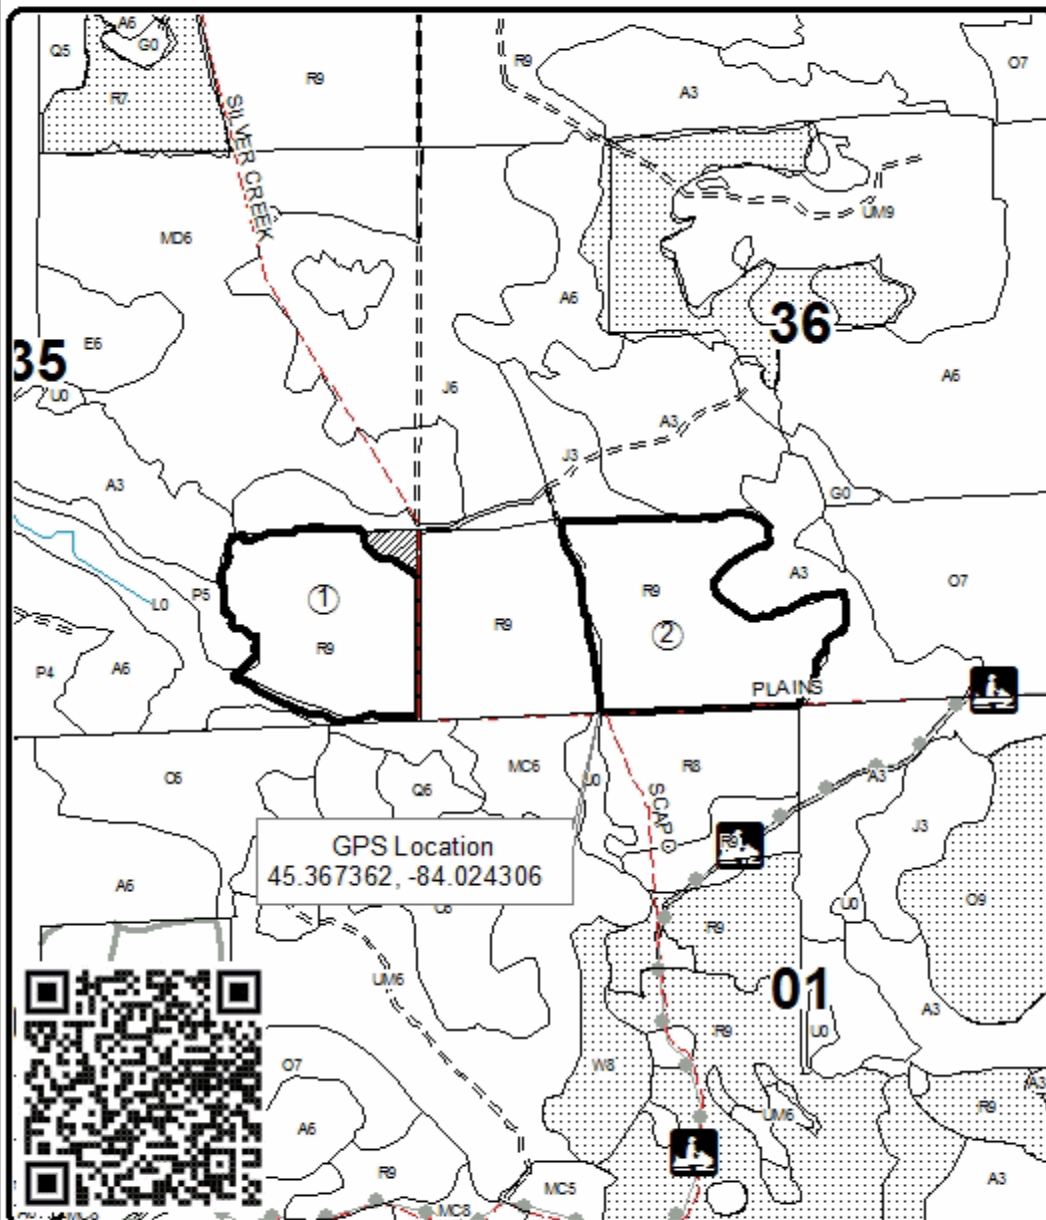 A6
Q5
G0
R9
R9
O7
R7
A3
SILVER CREEK
MD6
UM9
A6
36
E6
35
U0
J6
A6
A3
J3
A3
G0
1
R9
P5
L0
R9
R9
2
A3
O7
P4
A6
PLAINS
O6
MC6
U0
R8
Q6
A3
SCAPO
R9
J3
GPS Location
45.367362, -84.024306
A6
U0
O9
R9
UM6
01
A3
R9
U0
O7
W8
A3
R9
UM6
A6
R9
MC5
A3
MC8